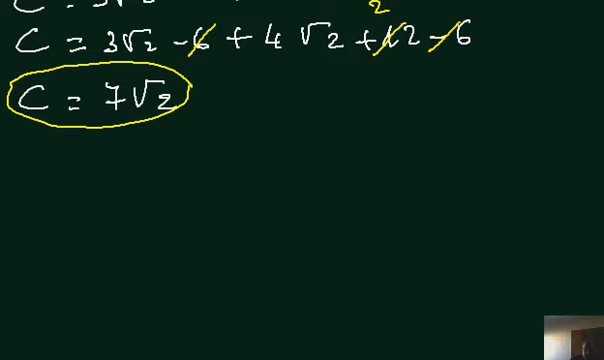 2
C = 3√2 - 6 + 4√2 + 12 - 6
C = 7√2